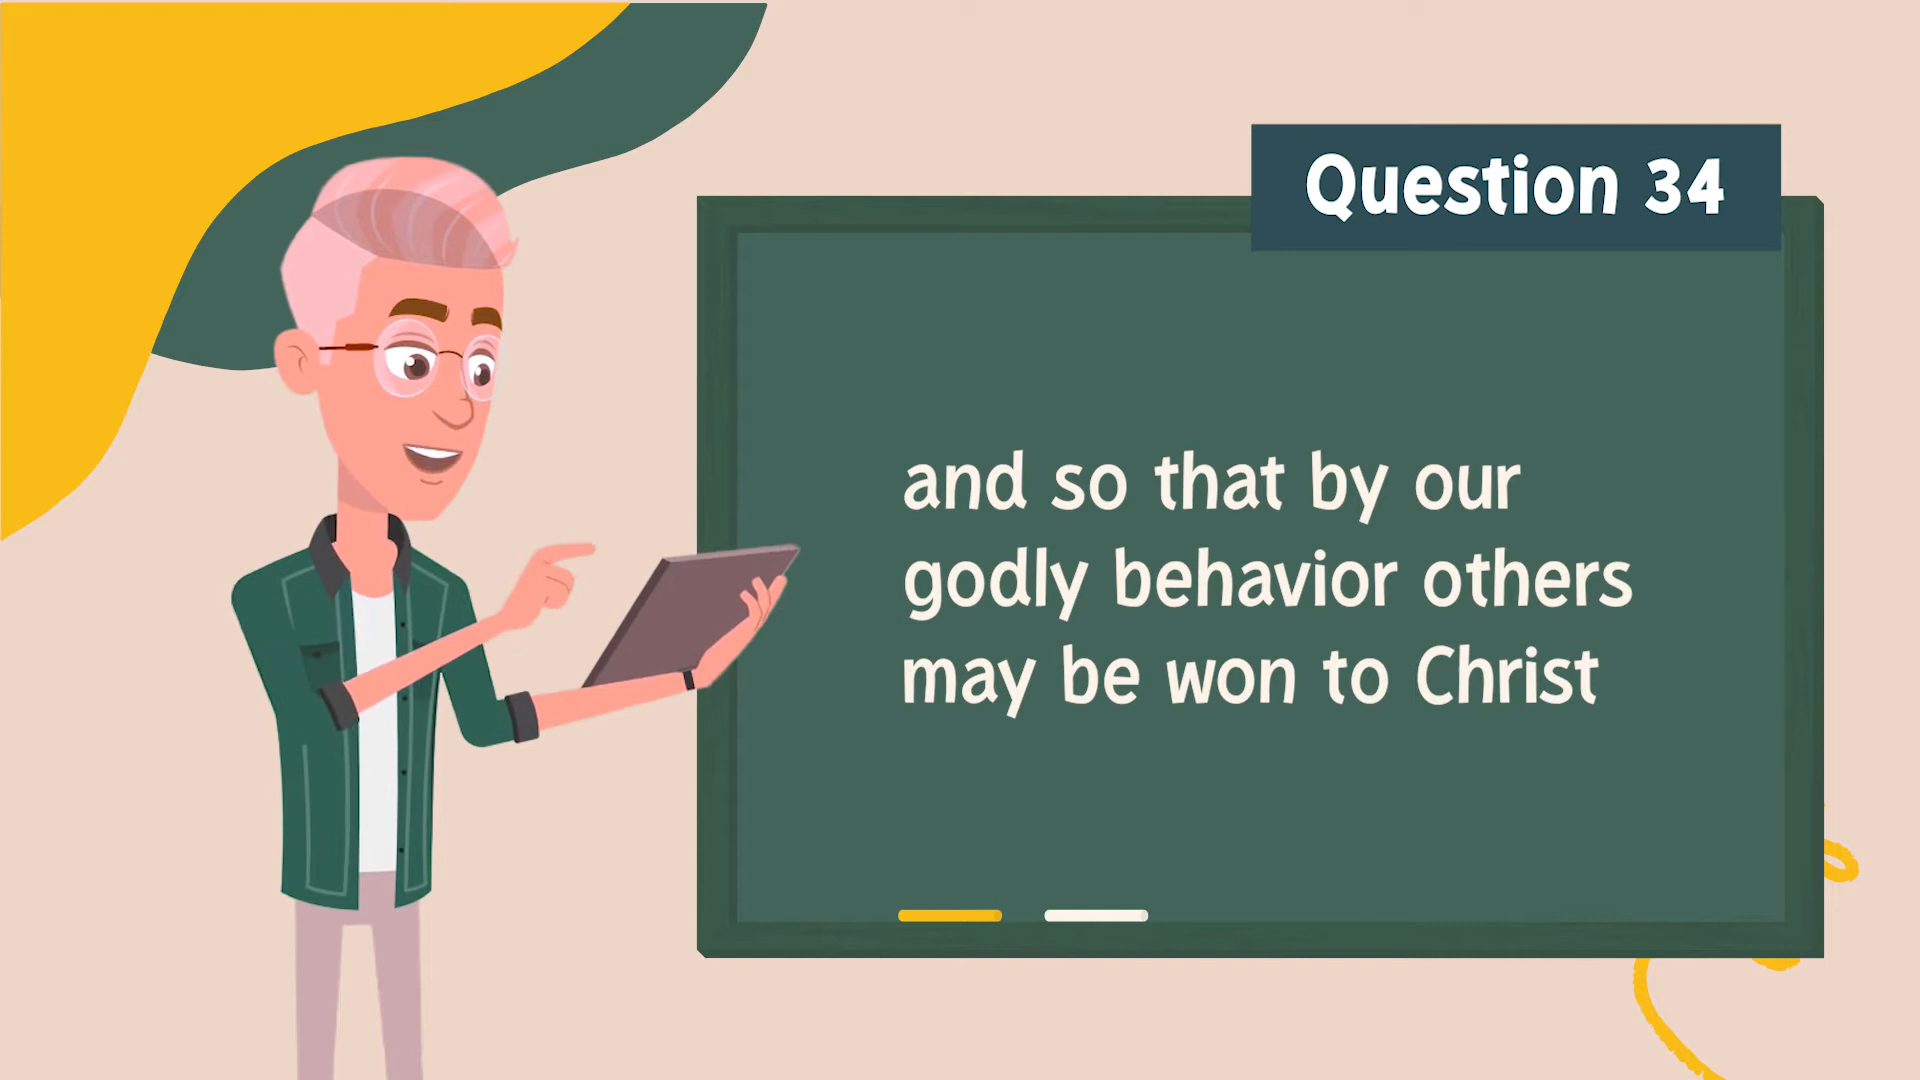 Question 34
and so that by our
godly behavior others
may be won to Christ